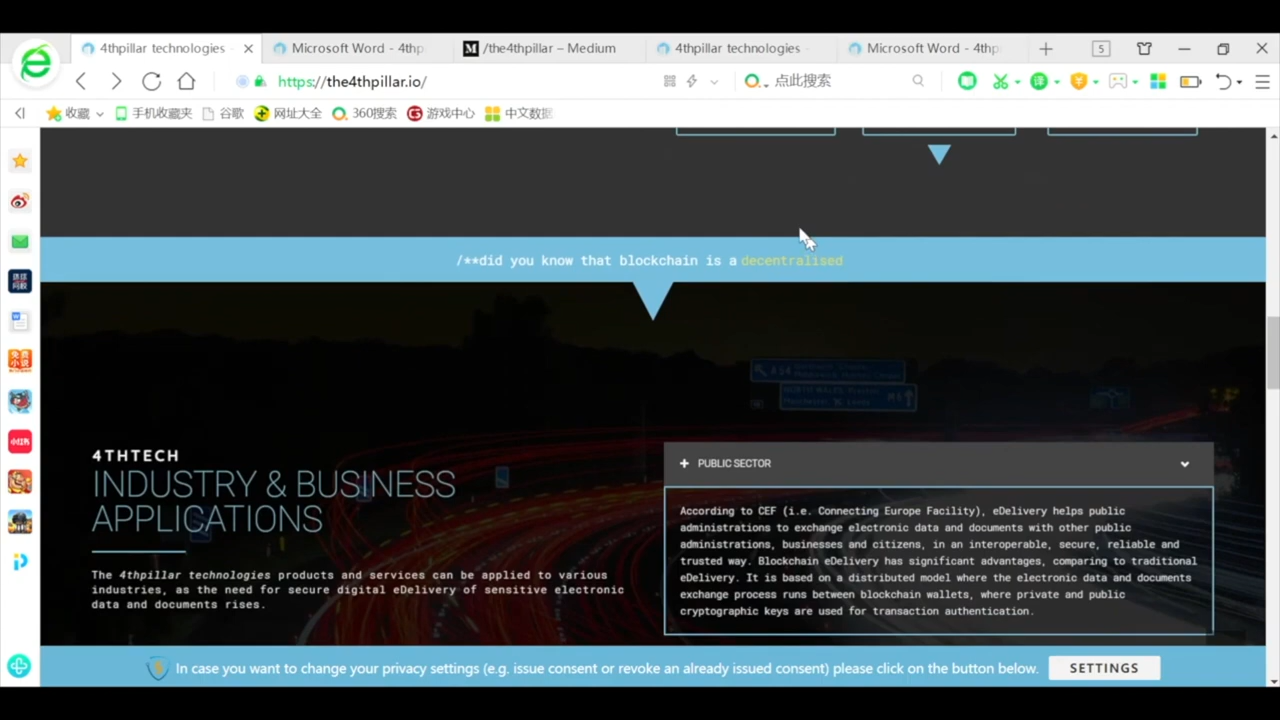 4thpillar technologies -
Microsoft Word - 4thp
M /the4thpillar – Medium
4thpillar technologies -
Microsoft Word - 4thp
5
https://the4thpillar.io/
点此搜索
收藏
手机收藏夹
谷歌
网址大全
360搜索
游戏中心
中文数据
/**did you know that blockchain is a decentralised
4THTECH
INDUSTRY & BUSINESS
APPLICATIONS
The 4thpillar technologies products and services can be applied to various
industries, as the need for secure digital eDelivery of sensitive electronic
data and documents rises.
PUBLIC SECTOR
According to CEF (i.e. Connecting Europe Facility), eDelivery helps public
administrations to exchange electronic data and documents with other public
administrations, businesses and citizens, in an interoperable, secure, reliable and
trusted way. Blockchain eDelivery has significant advantages, comparing to traditional
eDelivery. It is based on a distributed model where the electronic data and documents
exchange process runs between blockchain wallets, where private and public
cryptographic keys are used for transaction authentication.
In case you want to change your privacy settings (e.g. issue consent or revoke an already issued consent) please click on the button below.
SETTINGS